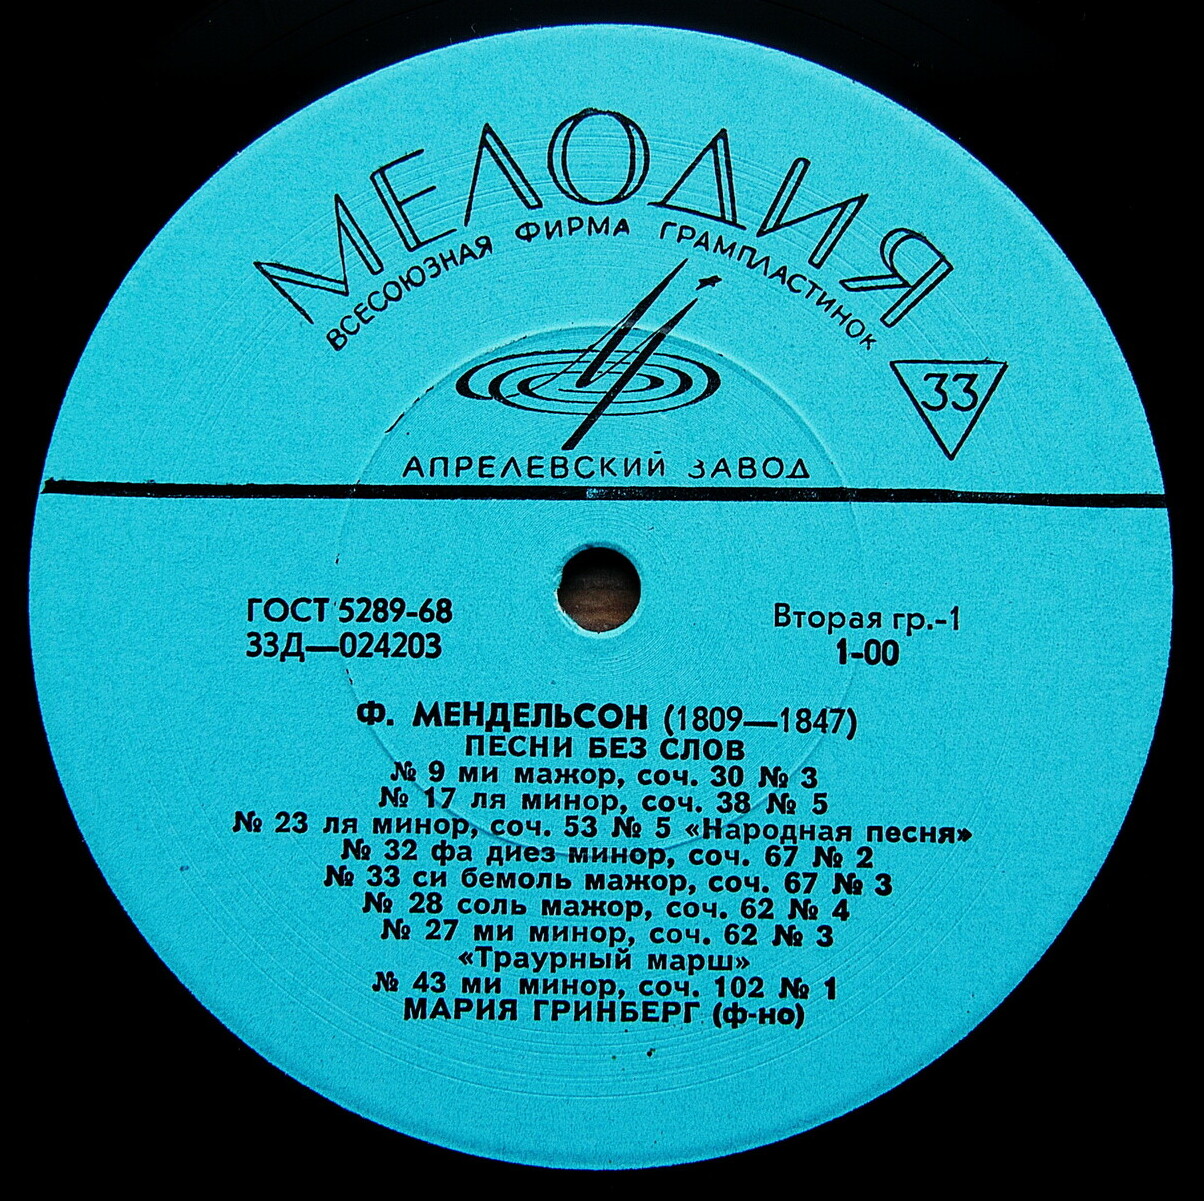 МЕЛОДИЯ
ВСЕСОЮЗНАЯ ФИРМА ГРАМПЛАСТИНОК
33
АПРЕЛЕВСКИЙ ЗАВОД
ГОСТ 5289-68
33Д—024203
Вторая гр.-1
1-00
Ф. МЕНДЕЛЬСОН (1809—1847)
ПЕСНИ БЕЗ СЛОВ
№ 9 ми мажор, соч. 30 № 3
№ 17 ля минор, соч. 38 № 5
№ 23 ля минор, соч. 53 № 5 «Народная песня»
№ 32 фа диез минор, соч. 67 № 2
№ 33 си бемоль мажор, соч. 67 № 3
№ 28 соль мажор, соч. 62 № 4
№ 27 ми минор, соч. 62 № 3
«Траурный марш»
№ 43 ми минор, соч. 102 № 1
МАРИЯ ГРИНБЕРГ (ф-но)